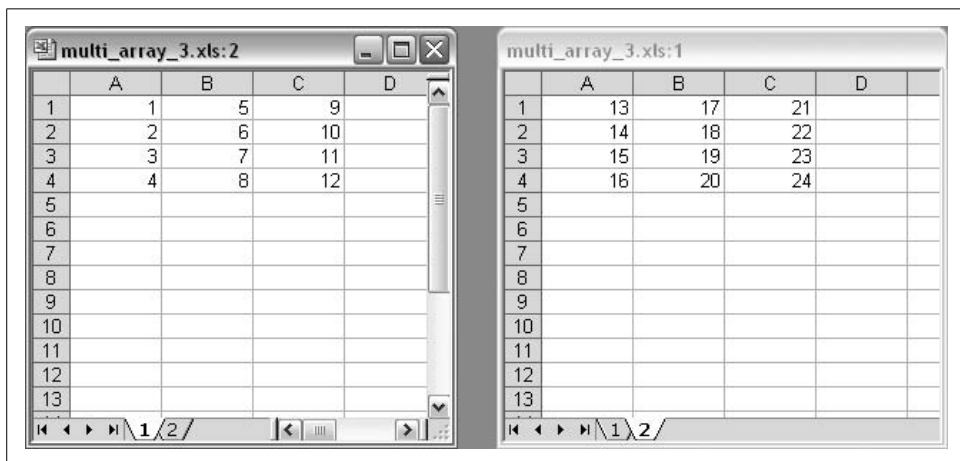 multi_array_3.xls:2
A B C D
1 1 5 9
2 2 6 10
3 3 7 11
4 4 8 12
5
6
7
8
9
10
11
12
13
1 2
multi_array_3.xls:1
A B C D
1 13 17 21
2 14 18 22
3 15 19 23
4 16 20 24
5
6
7
8
9
10
11
12
13
1 2